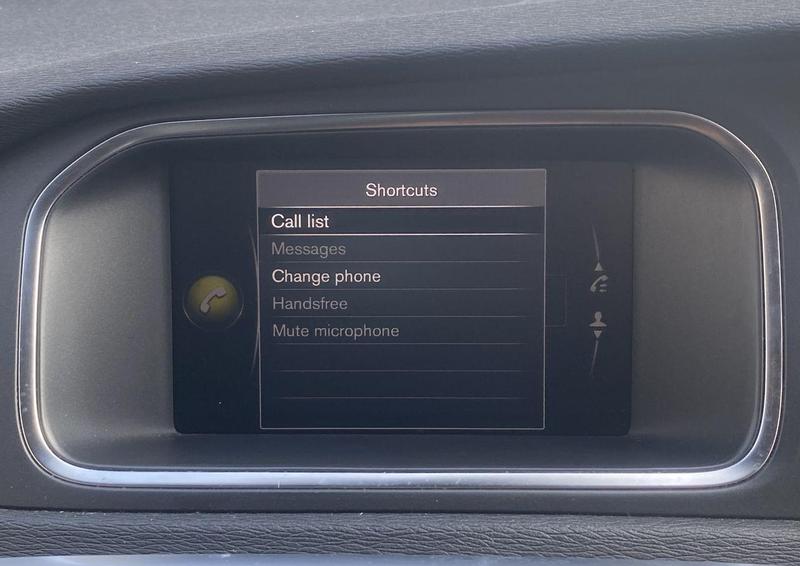 Shortcuts
Call list
Messages
Change phone
Handsfree
Mute microphone